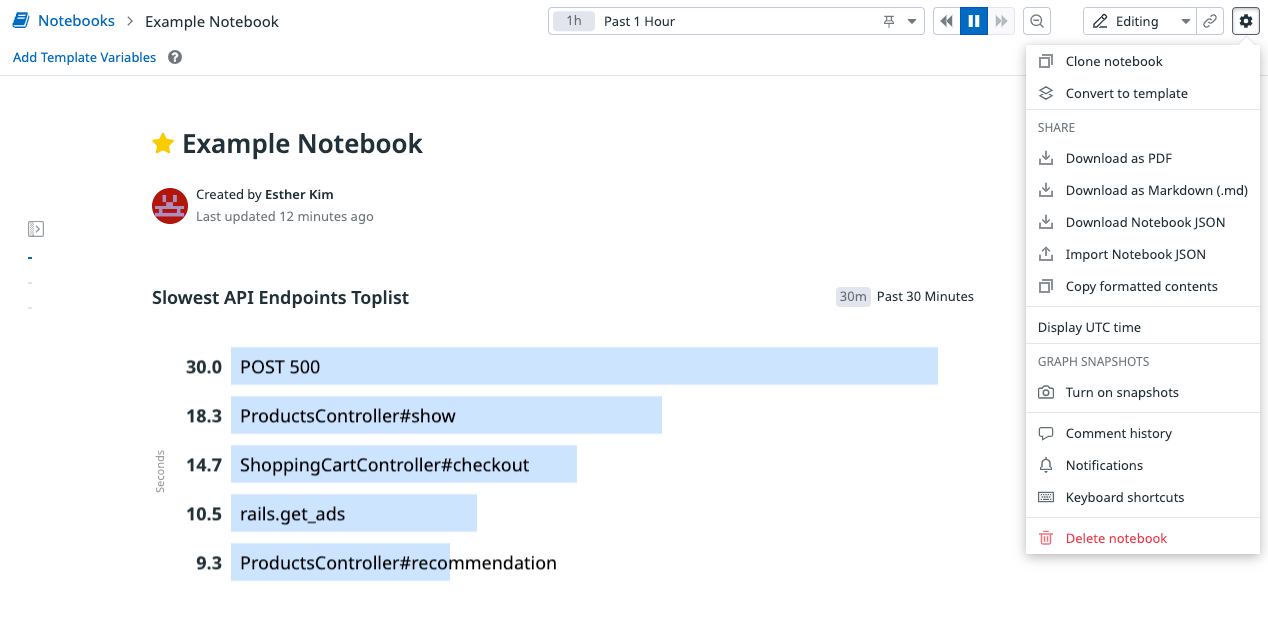 Notebooks > Example Notebook
1h Past 1 Hour
Editing
Add Template Variables ?
Clone notebook
Convert to template
SHARE
Download as PDF
Download as Markdown (.md)
Download Notebook JSON
Import Notebook JSON
Copy formatted contents
Display UTC time
GRAPH SNAPSHOTS
Turn on snapshots
Comment history
Notifications
Keyboard shortcuts
Delete notebook
Example Notebook
Created by Esther Kim
Last updated 12 minutes ago
Slowest API Endpoints Toplist
30m Past 30 Minutes
Seconds
30.0 POST 500
18.3 ProductsController#show
14.7 ShoppingCartController#checkout
10.5 rails.get_ads
9.3 ProductsController#recommendation